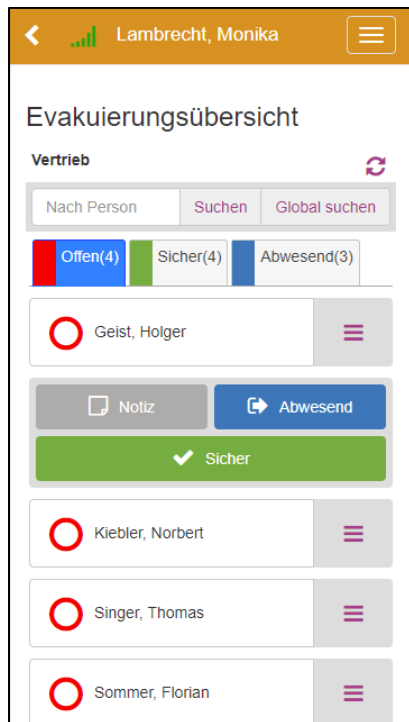 Lambrecht, Monika
Evakuierungsübersicht
Vertrieb
Nach Person Suchen Global suchen
Offen(4) Sicher(4) Abwesend(3)
Geist, Holger
Notiz Abwesend
Sicher
Kiebler, Norbert
Singer, Thomas
Sommer, Florian